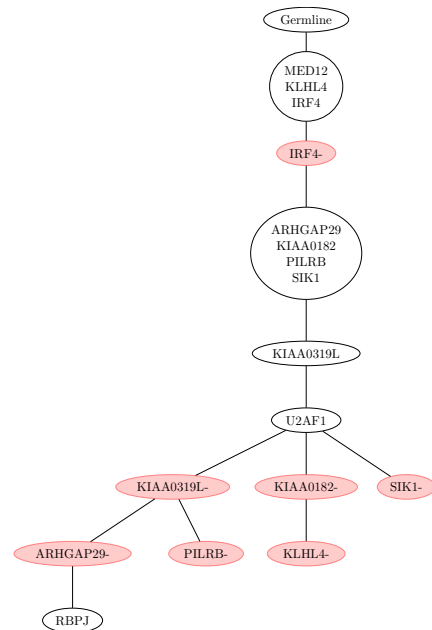 Germline
MED12
KLHL4
IRF4
IRF4-
ARHGAP29
KIAA0182
PILRB
SIK1
KIAA0319L
U2AF1
KIAA0319L-
KIAA0182-
SIK1-
ARHGAP29-
PILRB-
KLHL4-
RBPJ